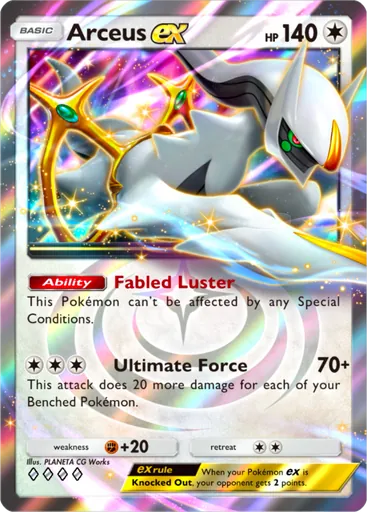 BASIC Arceus ex HP 140
Ability Fabled Luster
This Pokémon can't be affected by any Special
Conditions.
Ultimate Force 70+
This attack does 20 more damage for each of your
Benched Pokémon.
weakness +20 retreat
Illus. PLANETA CG Works
ex rule When your Pokémon ex is
Knocked Out, your opponent gets 2 points.